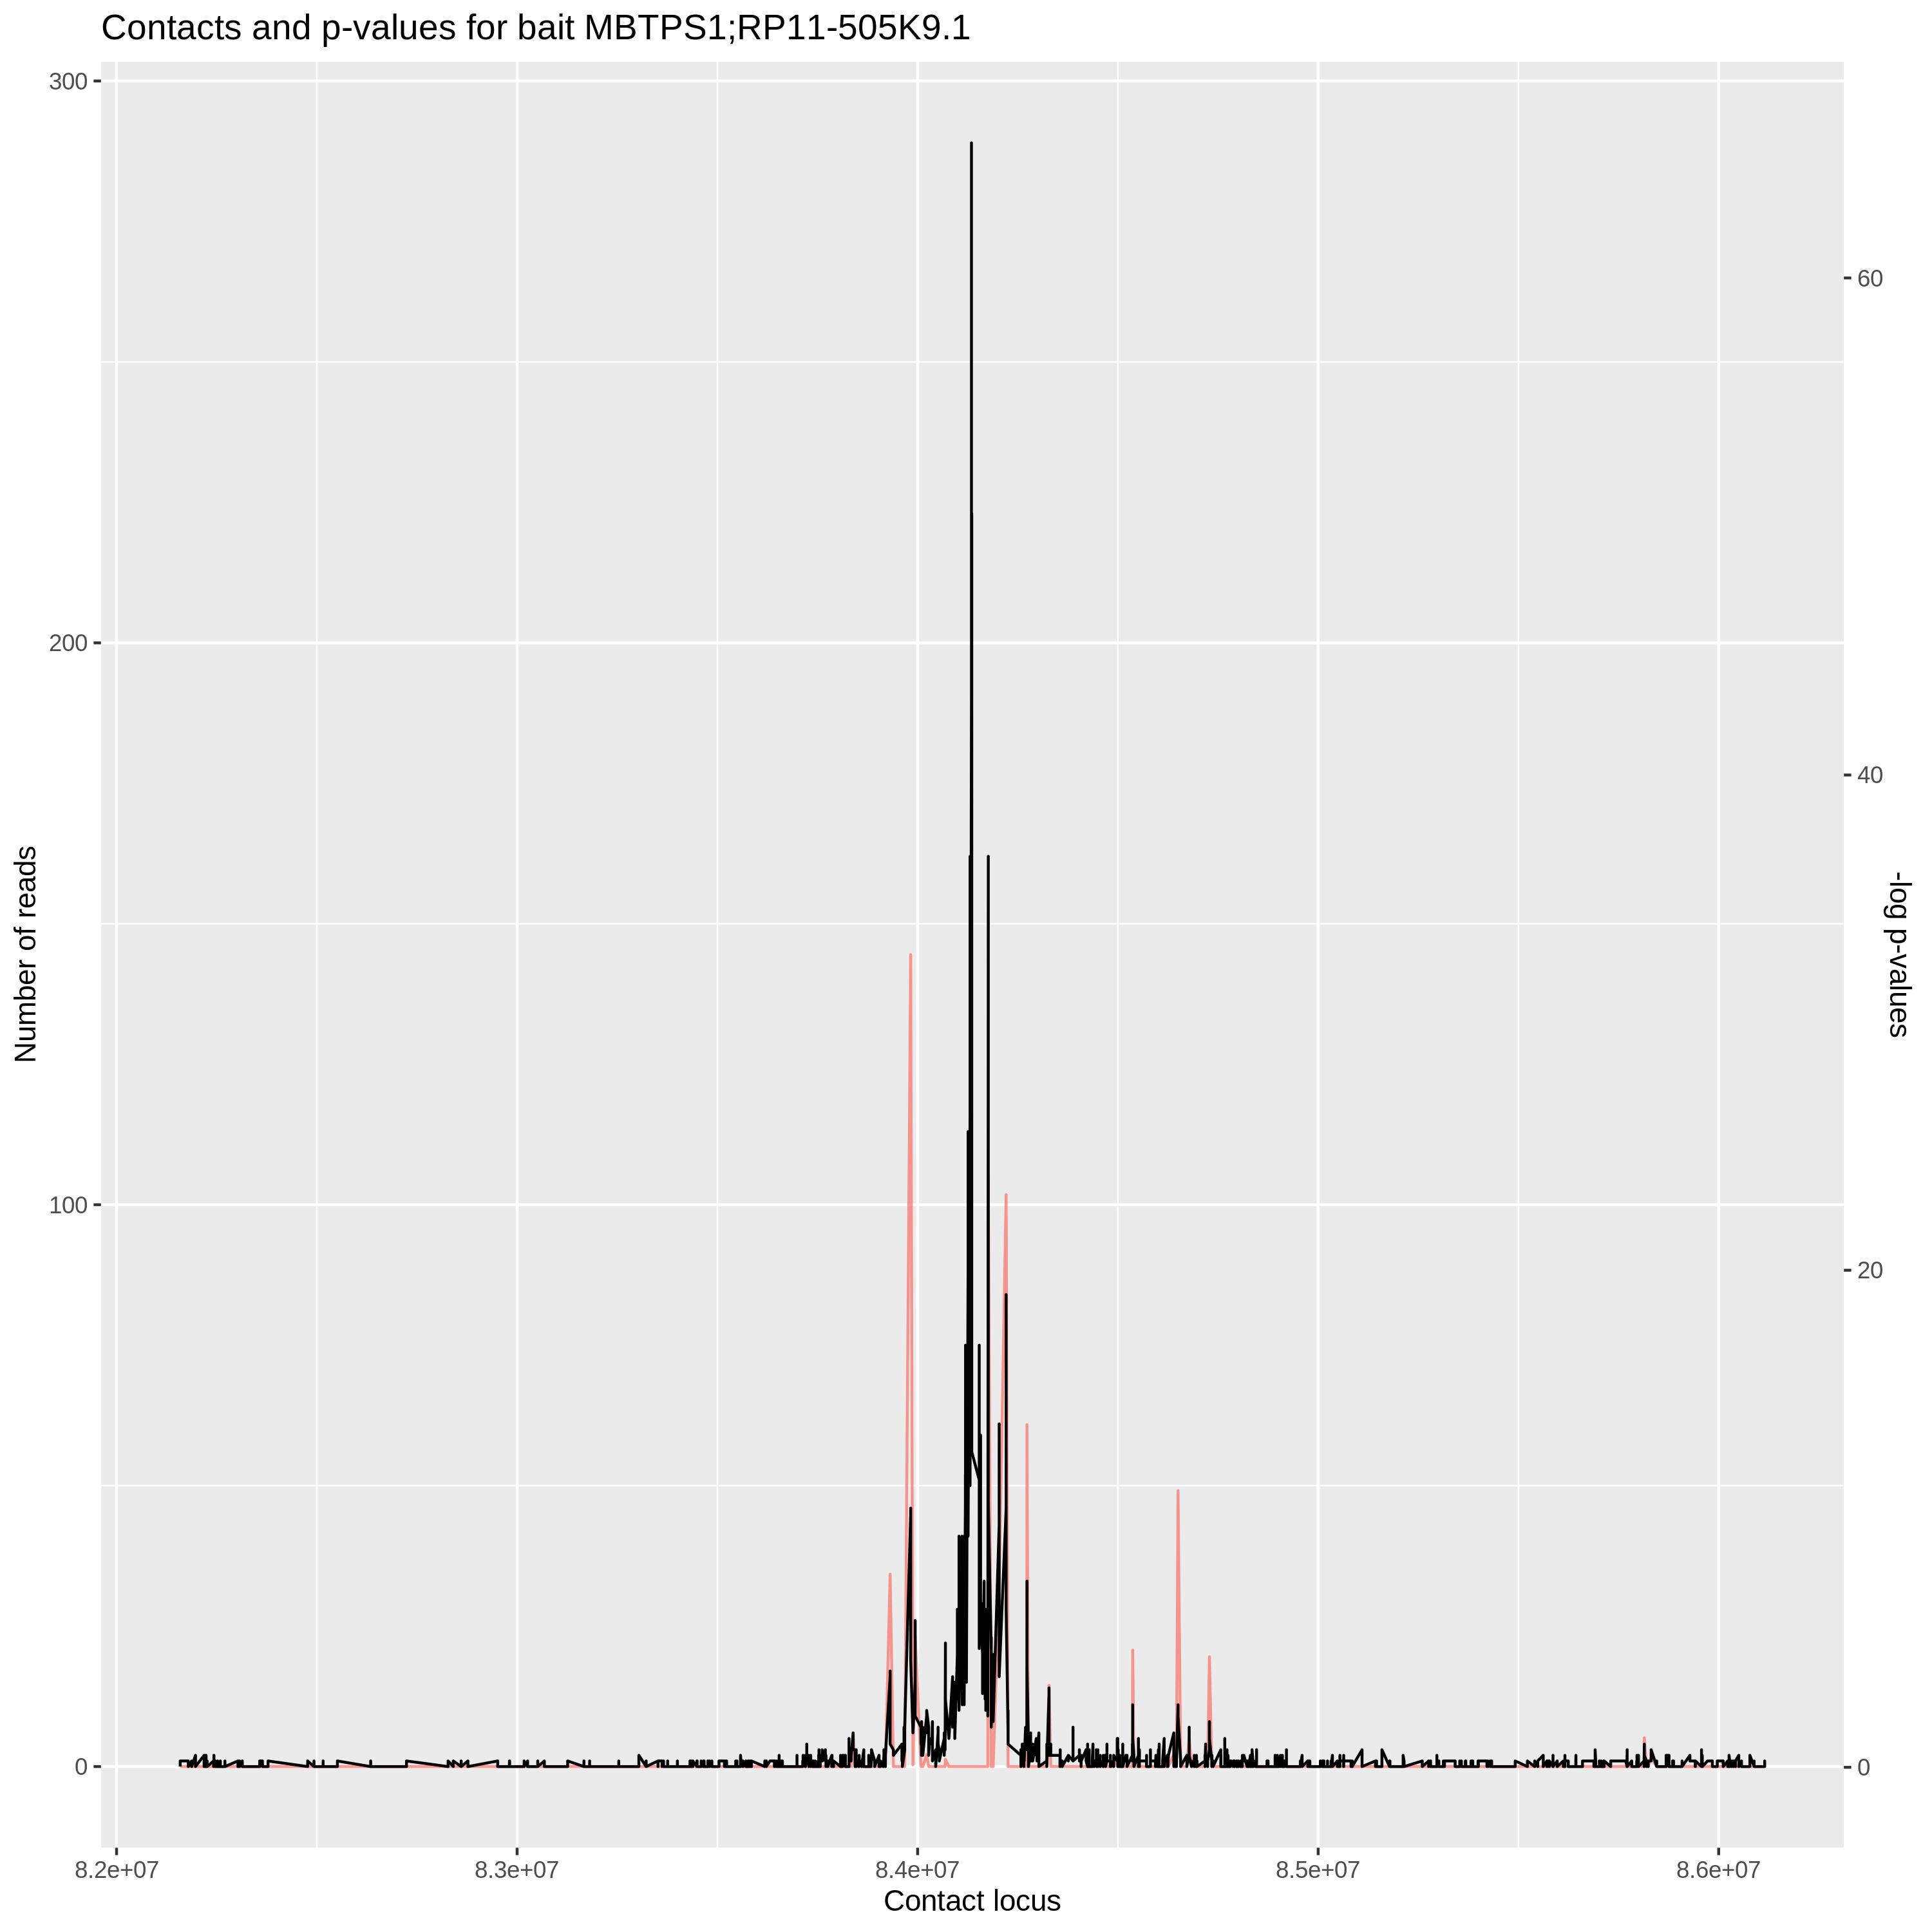 Contacts and p-values for bait MBTPS1;RP11-505K9.1
300
200
100
0
60
40
20
0
Number of reads
-log p-values
8.2e+07
8.3e+07
8.4e+07
8.5e+07
8.6e+07
Contact locus